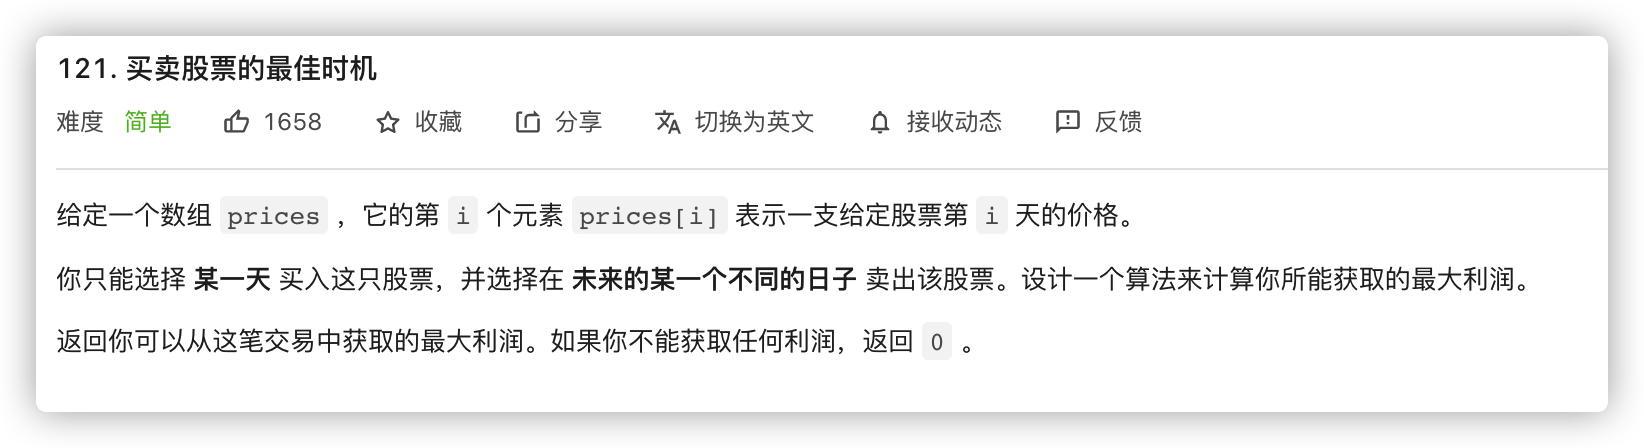 121. 买卖股票的最佳时机
难度 简单 1658 收藏 分享 切换为英文 接收动态 反馈
给定一个数组 prices ，它的第 i 个元素 prices[i] 表示一支给定股票第 i 天的价格。
你只能选择 某一天 买入这只股票，并选择在 未来的某一个不同的日子 卖出该股票。设计一个算法来计算你所能获取的最大利润。
返回你可以从这笔交易中获取的最大利润。如果你不能获取任何利润，返回 0 。